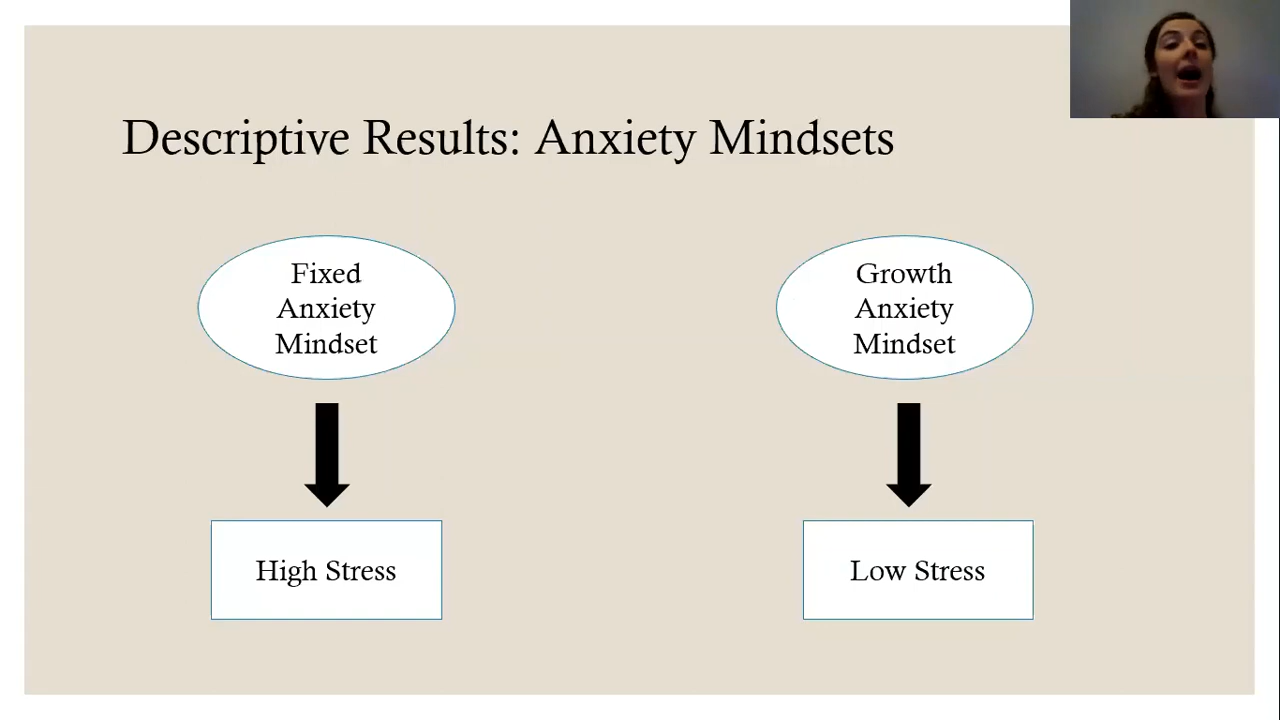 Descriptive Results: Anxiety Mindsets
Fixed
Anxiety
Mindset
Growth
Anxiety
Mindset
High Stress
Low Stress